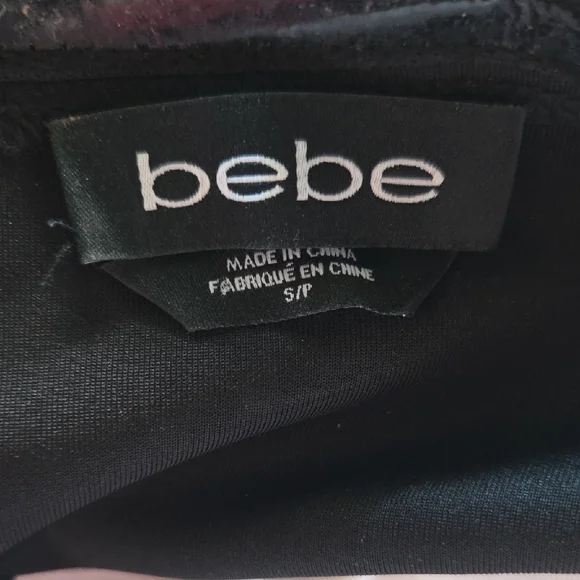 bebe
MADE IN CHINA
FABRIQUÉ EN CHINE
S/P